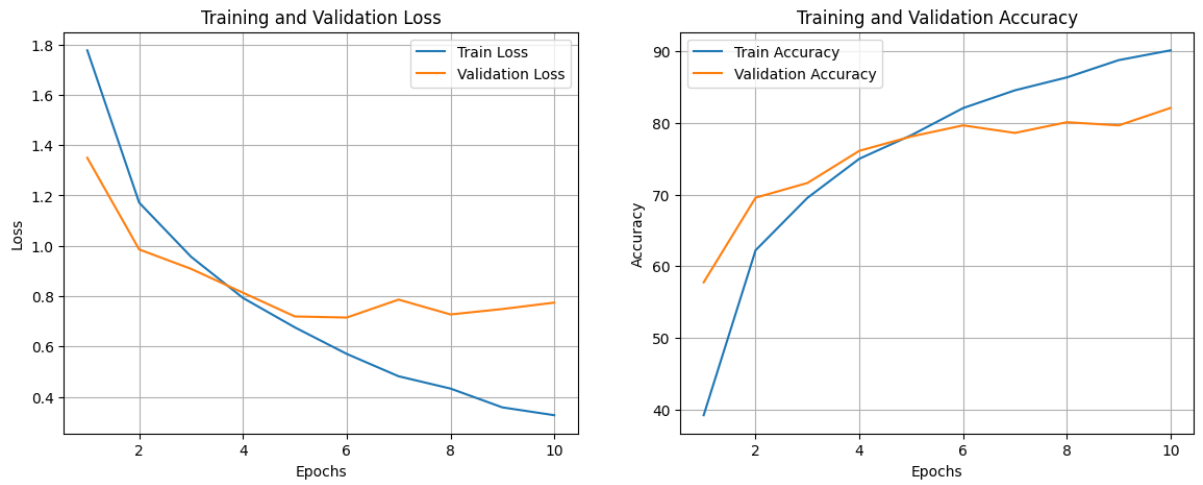 Training and Validation Loss
Train Loss
Validation Loss
1.8
1.6
1.4
1.2
1.0
0.8
0.6
0.4
Loss
2
4
6
8
10
Epochs
Training and Validation Accuracy
Train Accuracy
Validation Accuracy
90
80
70
60
50
40
Accuracy
2
4
6
8
10
Epochs